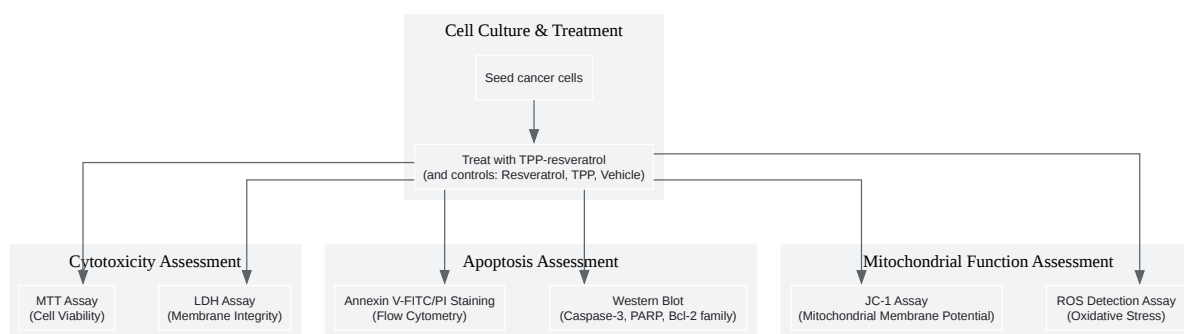 Cell Culture & Treatment
Seed cancer cells
Treat with TPP-resveratrol
(and controls: Resveratrol, TPP, Vehicle)
Cytotoxicity Assessment
MTT Assay
(Cell Viability)
LDH Assay
(Membrane Integrity)
Apoptosis Assessment
Annexin V-FITC/PI Staining
(Flow Cytometry)
Western Blot
(Caspase-3, PARP, Bcl-2 family)
Mitochondrial Function Assessment
JC-1 Assay
(Mitochondrial Membrane Potential)
ROS Detection Assay
(Oxidative Stress)